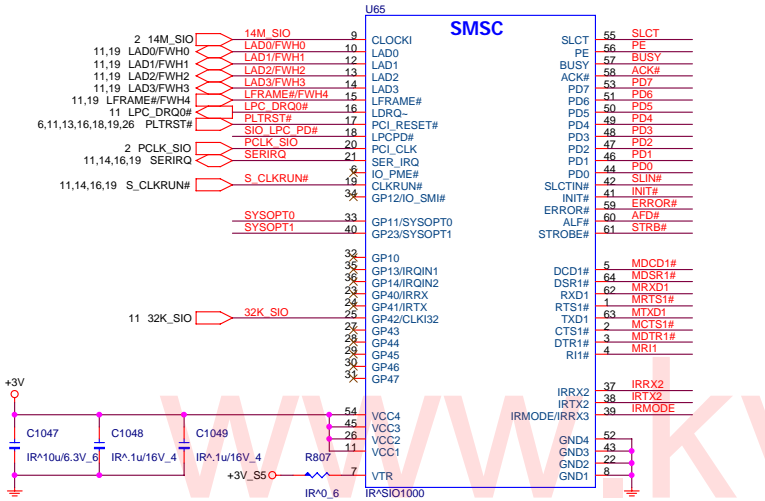 U65
SMSC
2 14M_SIO 14M_SIO 9 CLOCKI SLCT 55 SLCT
11,19 LAD0/FWH0 LAD0/FWH0 10 LAD0 PE 56 PE
11,19 LAD1/FWH1 LAD1/FWH1 12 LAD1 BUSY 57 BUSY
11,19 LAD2/FWH2 LAD2/FWH2 13 LAD2 ACK# 58 ACK#
11,19 LAD3/FWH3 LAD3/FWH3 14 LAD3 PD7 53 PD7
11,19 LFRAME#/FWH4 LFRAME#/FWH4 15 LFRAME# PD6 51 PD6
11 LPC_DRQ0# LPC_DRQ0# 16 LDRQ~ PD5 50 PD5
6,11,13,16,18,19,26 PLTRST# PLTRST# 17 PCI_RESET# PD4 49 PD4
SIO_LPC_PD# 18 LPCPD# PD3 48 PD3
2 PCLK_SIO PCLK_SIO 20 PCI_CLK PD2 47 PD2
11,14,16,19 SERIRQ SERIRQ 21 SER_IRQ PD1 46 PD1
6 IO_PME# PD0 44 PD0
11,14,16,19 S_CLKRUN# S_CLKRUN# 19 CLKRUN# SLCTIN# 42 SLIN#
34 GP12/IO_SMI# INIT# 41 INIT#
ERROR# 59 ERROR#
SYSOPT0 33 GP11/SYSOPT0 ALF# 60 AFD#
SYSOPT1 40 GP23/SYSOPT1 STROBE# 61 STRB#
32 GP10
35 GP13/IRQIN1 DCD1# 5 MDCD1#
36 GP14/IRQIN2 DSR1# 64 MDSR1#
23 GP40/IRRX RXD1 62 MRXD1
24 GP41/IRTX RTS1# 1 MRTS1#
11 32K_SIO 32K_SIO 25 GP42/CLKI32 TXD1 63 MTXD1
27 GP43 CTS1# 2 MCTS1#
28 GP44 DTR1# 3 MDTR1#
29 GP45 RI1# 4 MRI1
30 GP46
31 GP47
IRRX2 37 IRRX2
IRTX2 38 IRTX2
IRMODE/IRRX3 39 IRMODE
+3V
54 VCC4 GND4 52
45 VCC3 GND3 43
26 VCC2 GND2 22
11 VCC1 GND1 8
C1047 C1048 C1049
IR^10u/6.3V_6 IR^.1u/16V_4 IR^.1u/16V_4
+3V_S5 R807 7 VTR
IR^0_6 IR^SIO1000
www.kv